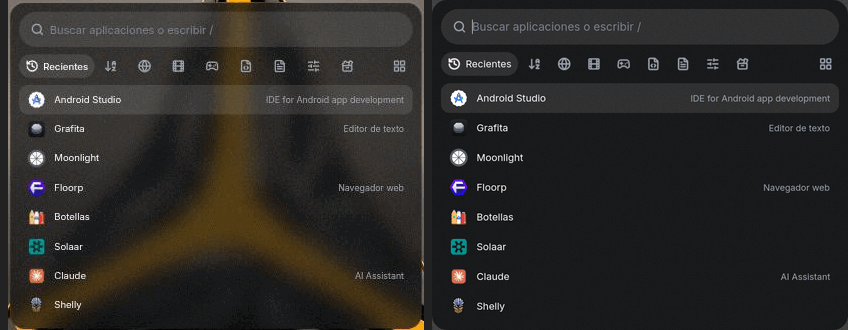 Buscar aplicaciones o escribir /
Recientes
Android Studio IDE for Android app development
Grafita Editor de texto
Moonlight
Floorp Navegador web
Botellas
Solaar
Claude AI Assistant
Shelly
Buscar aplicaciones o escribir /
Recientes
Android Studio IDE for Android app development
Grafita Editor de texto
Moonlight
Floorp Navegador web
Botellas
Solaar
Claude AI Assistant
Shelly